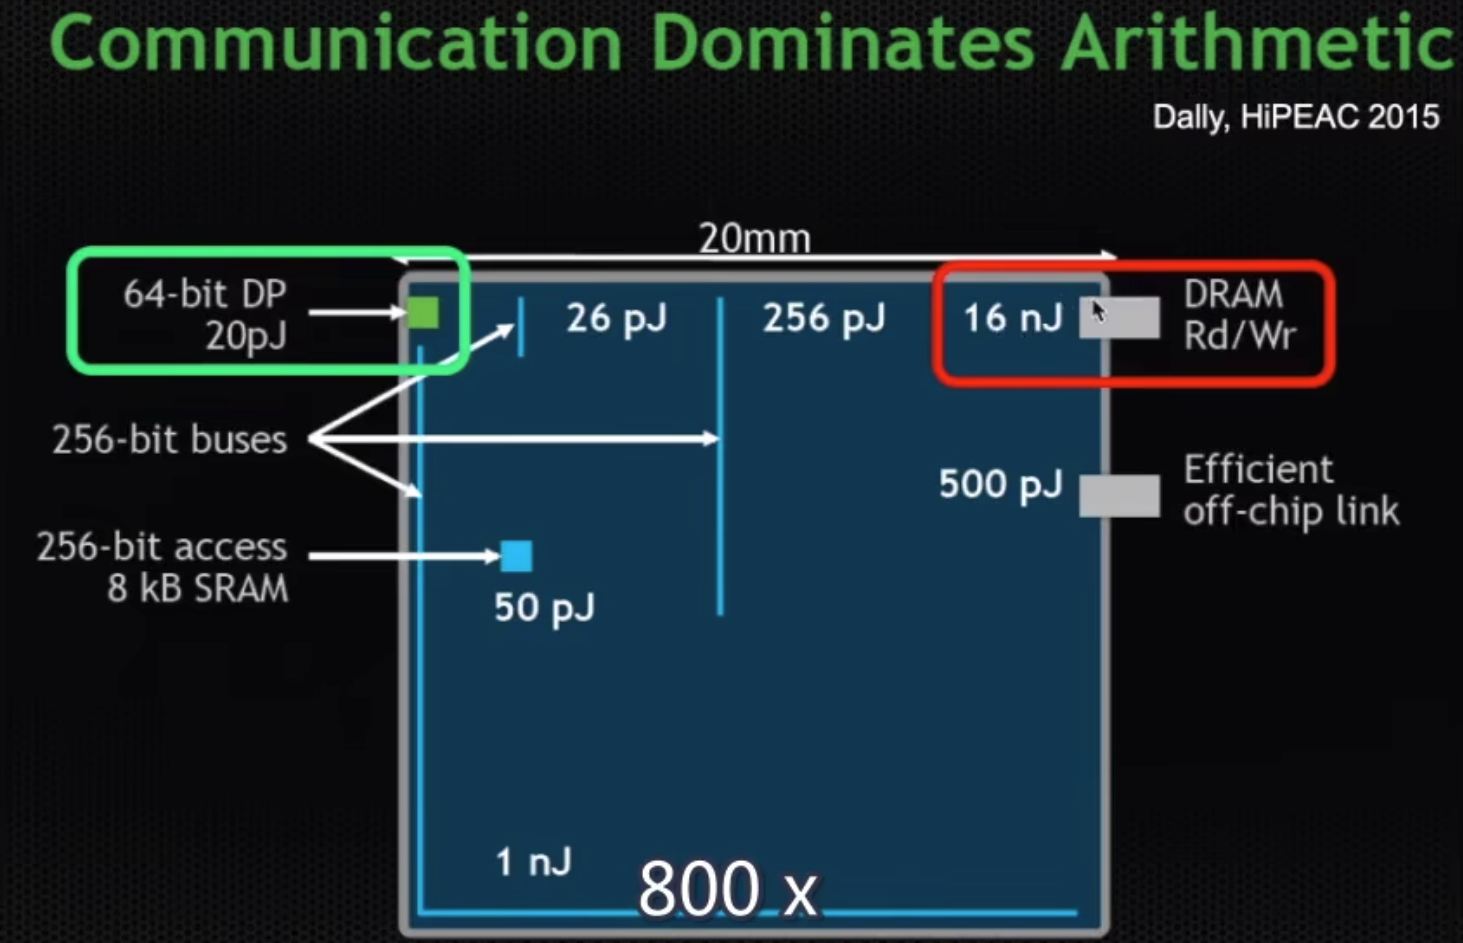 Communication Dominates Arithmetic
Dally, HiPEAC 2015
20mm
64-bit DP
20pJ
26 pJ
256 pJ
16 nJ
DRAM
Rd/Wr
256-bit buses
500 pJ
Efficient
off-chip link
256-bit access
8 kB SRAM
50 pJ
1 nJ
800 x